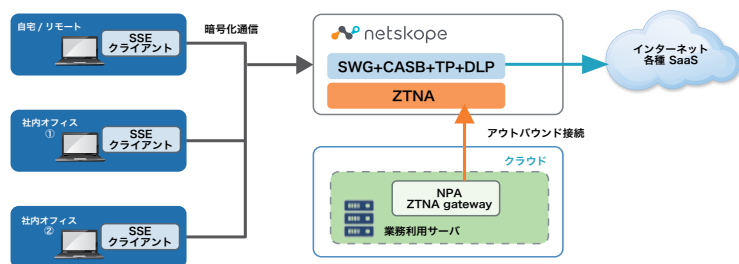 自宅 / リモート
SSE
クライアント
暗号化通信
netskope
SWG+CASB+TP+DLP
ZTNA
インターネット
各種 SaaS
社内オフィス
①
SSE
クライアント
アウトバウンド接続
クラウド
NPA
ZTNA gateway
業務利用サーバ
社内オフィス
②
SSE
クライアント